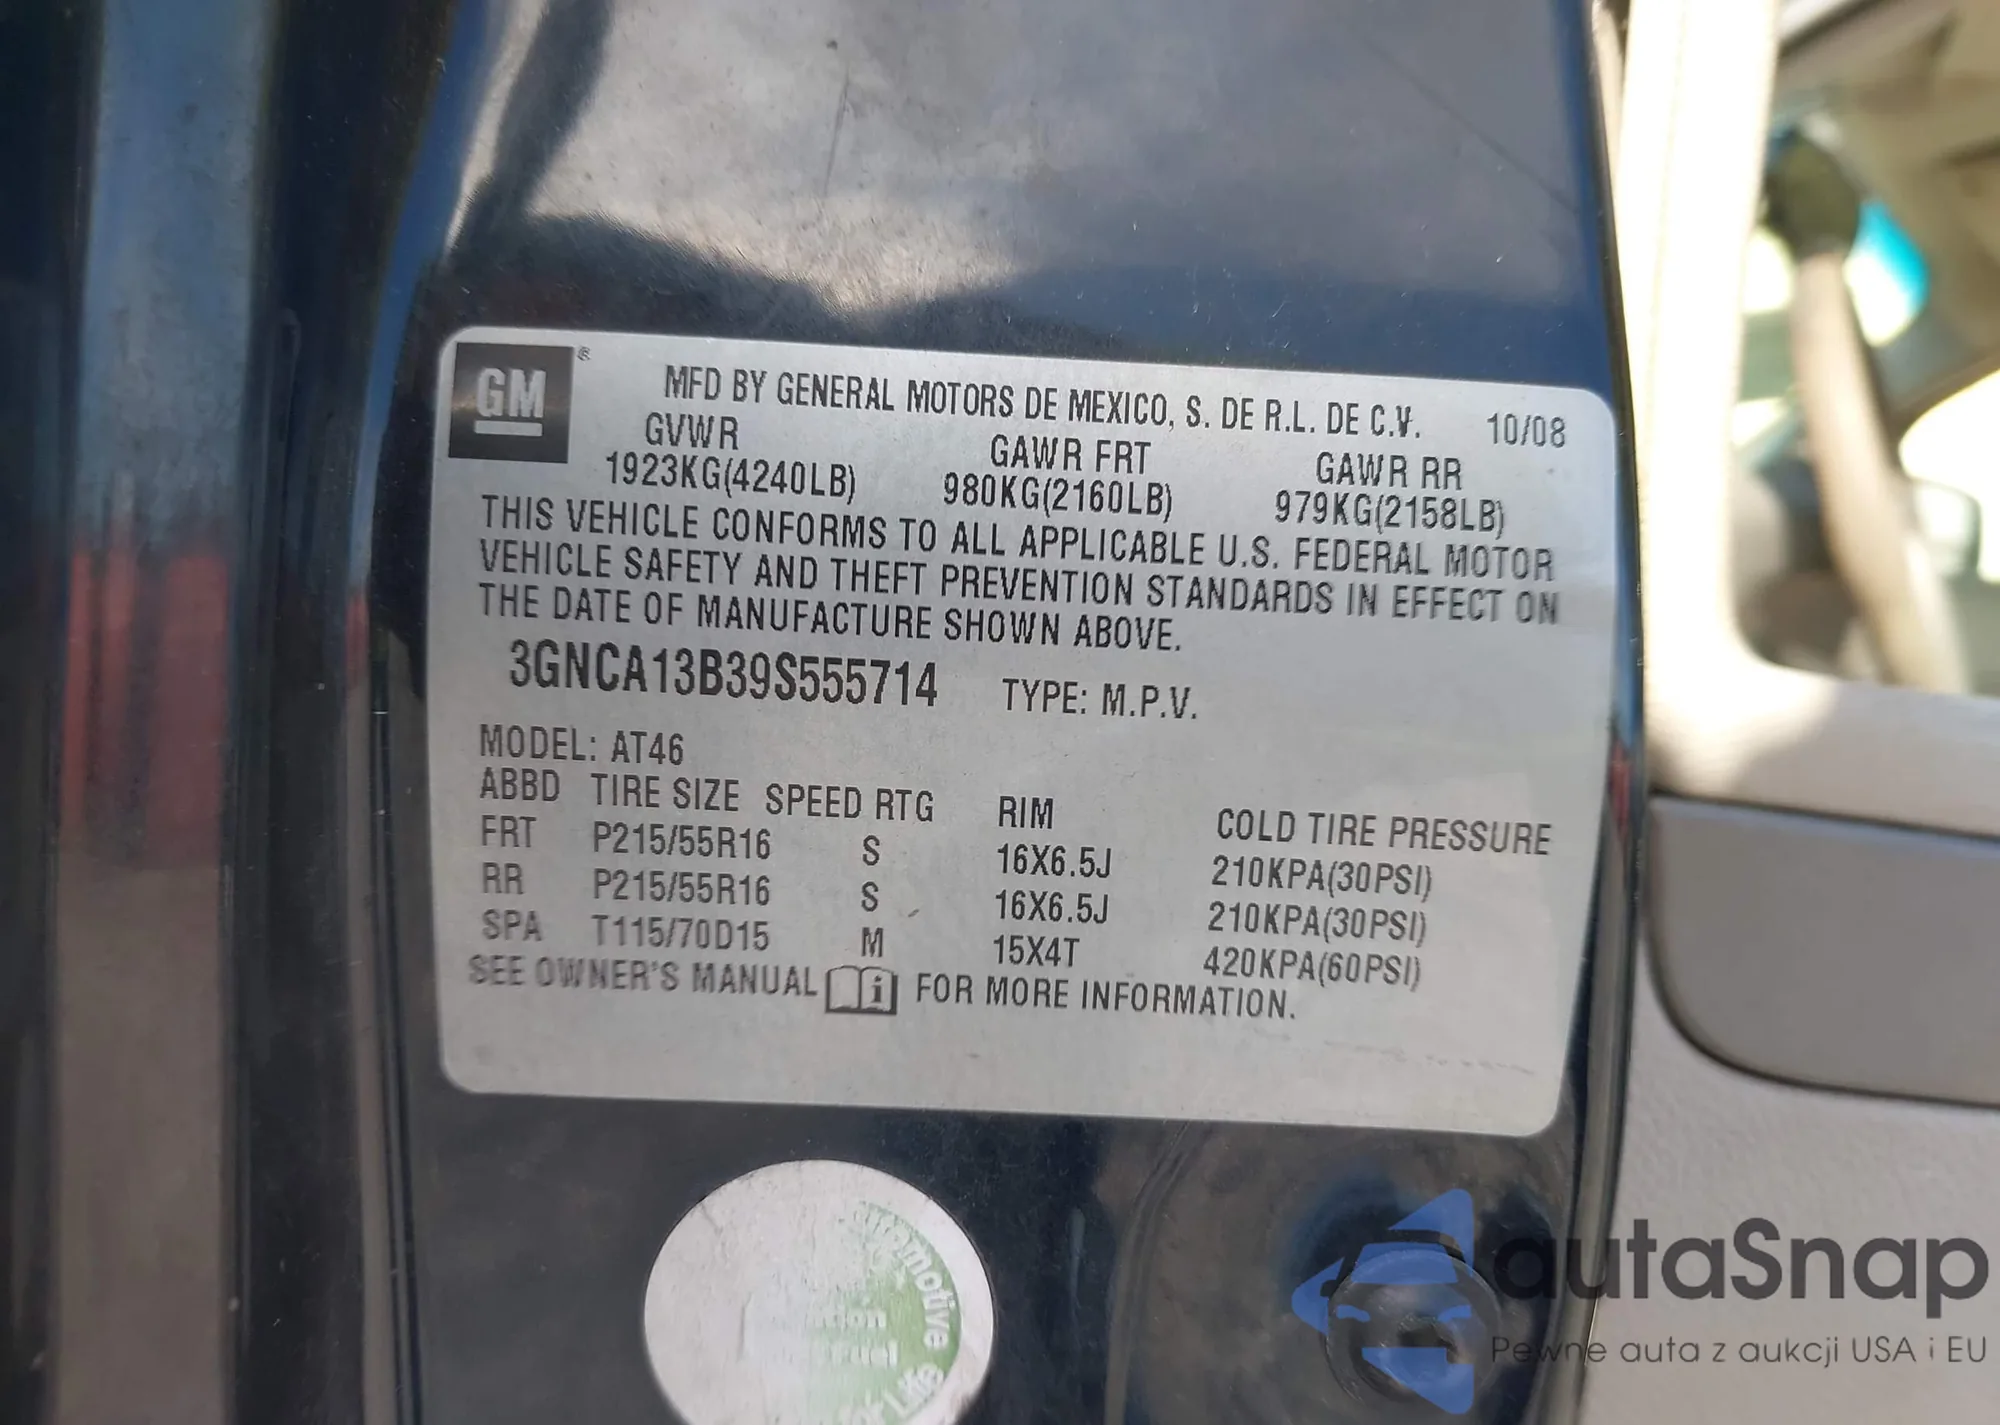 GM ®
MFD BY GENERAL MOTORS DE MEXICO, S. DE R.L. DE C.V. 10/08
GVWR GAWR FRT GAWR RR
1923KG(4240LB) 980KG(2160LB) 979KG(2158LB)
THIS VEHICLE CONFORMS TO ALL APPLICABLE U.S. FEDERAL MOTOR
VEHICLE SAFETY AND THEFT PREVENTION STANDARDS IN EFFECT ON
THE DATE OF MANUFACTURE SHOWN ABOVE.
3GNCA13B39S555714 TYPE: M.P.V.
MODEL: AT46
ABBD TIRE SIZE SPEED RTG RIM COLD TIRE PRESSURE
FRT P215/55R16 S 16X6.5J 210KPA(30PSI)
RR P215/55R16 S 16X6.5J 210KPA(30PSI)
SPA T115/70D15 M 15X4T 420KPA(60PSI)
SEE OWNER'S MANUAL i FOR MORE INFORMATION.
for Life
autaSnap
Pewne auta z aukcji USA i EU